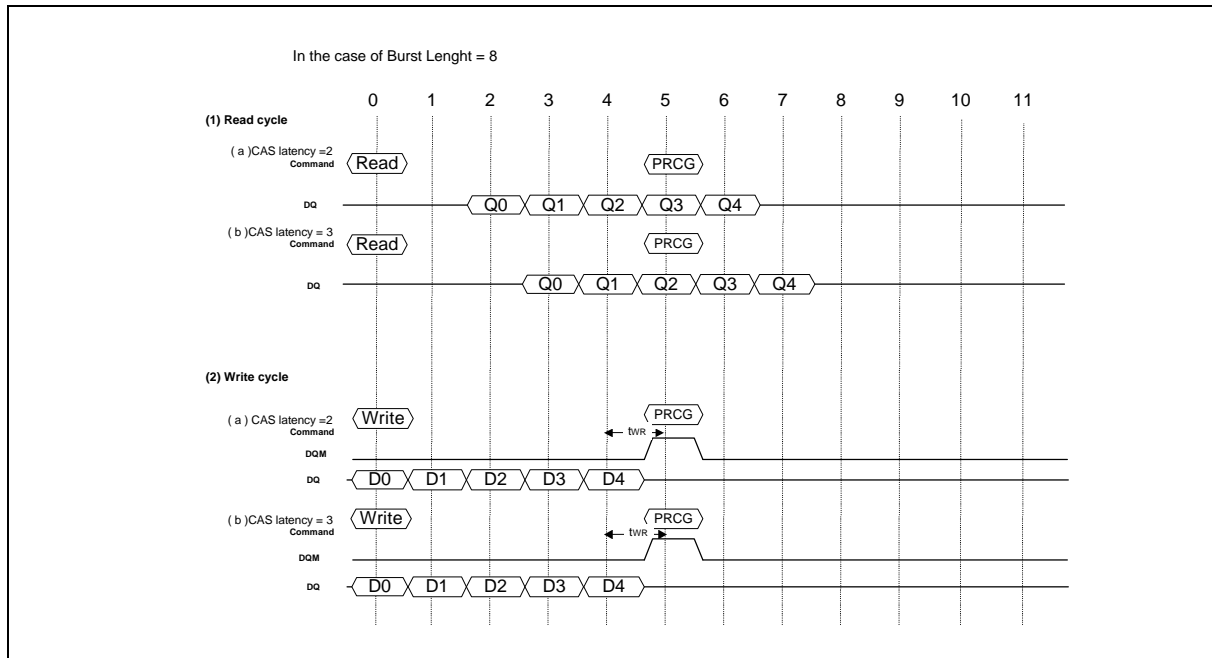 In the case of Burst Lenght = 8
0 1 2 3 4 5 6 7 8 9 10 11
(1) Read cycle
( a )CAS latency =2
Command Read PRCG
DQ Q0 Q1 Q2 Q3 Q4
( b )CAS latency = 3
Command Read PRCG
DQ Q0 Q1 Q2 Q3 Q4
(2) Write cycle
( a ) CAS latency =2
Command Write PRCG
tWR
DQM
DQ D0 D1 D2 D3 D4
( b )CAS latency = 3
Command Write PRCG
tWR
DQM
DQ D0 D1 D2 D3 D4